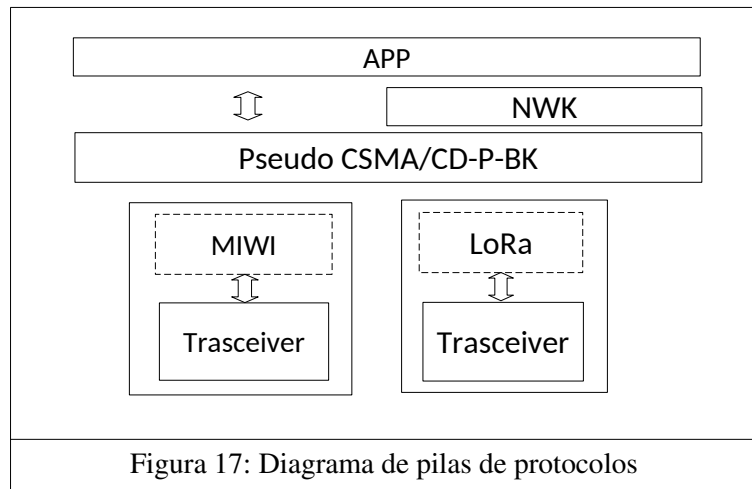 APP
NWK
Pseudo CSMA/CD-P-BK
MIWI
LoRa
Trasceiver
Trasceiver
Figura 17: Diagrama de pilas de protocolos